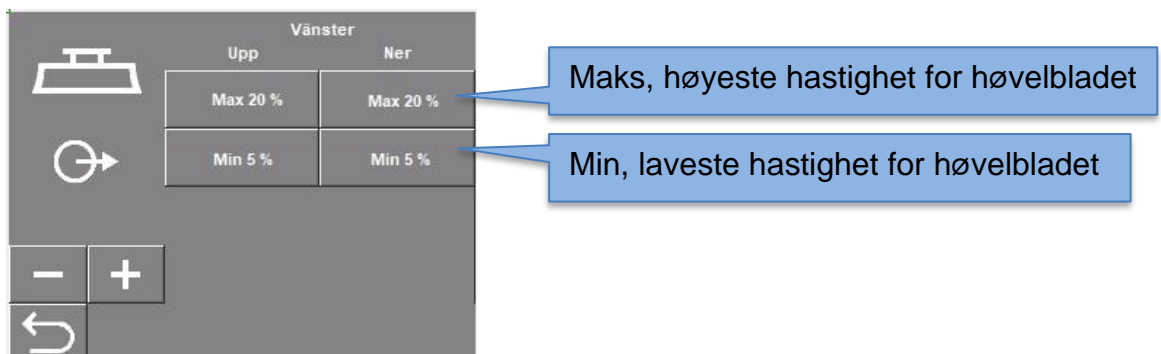 Vänster
Upp Ner
Max 20 % Max 20 %
Min 5 % Min 5 %
Maks, høyeste hastighet for høvelbladet
Min, laveste hastighet for høvelbladet